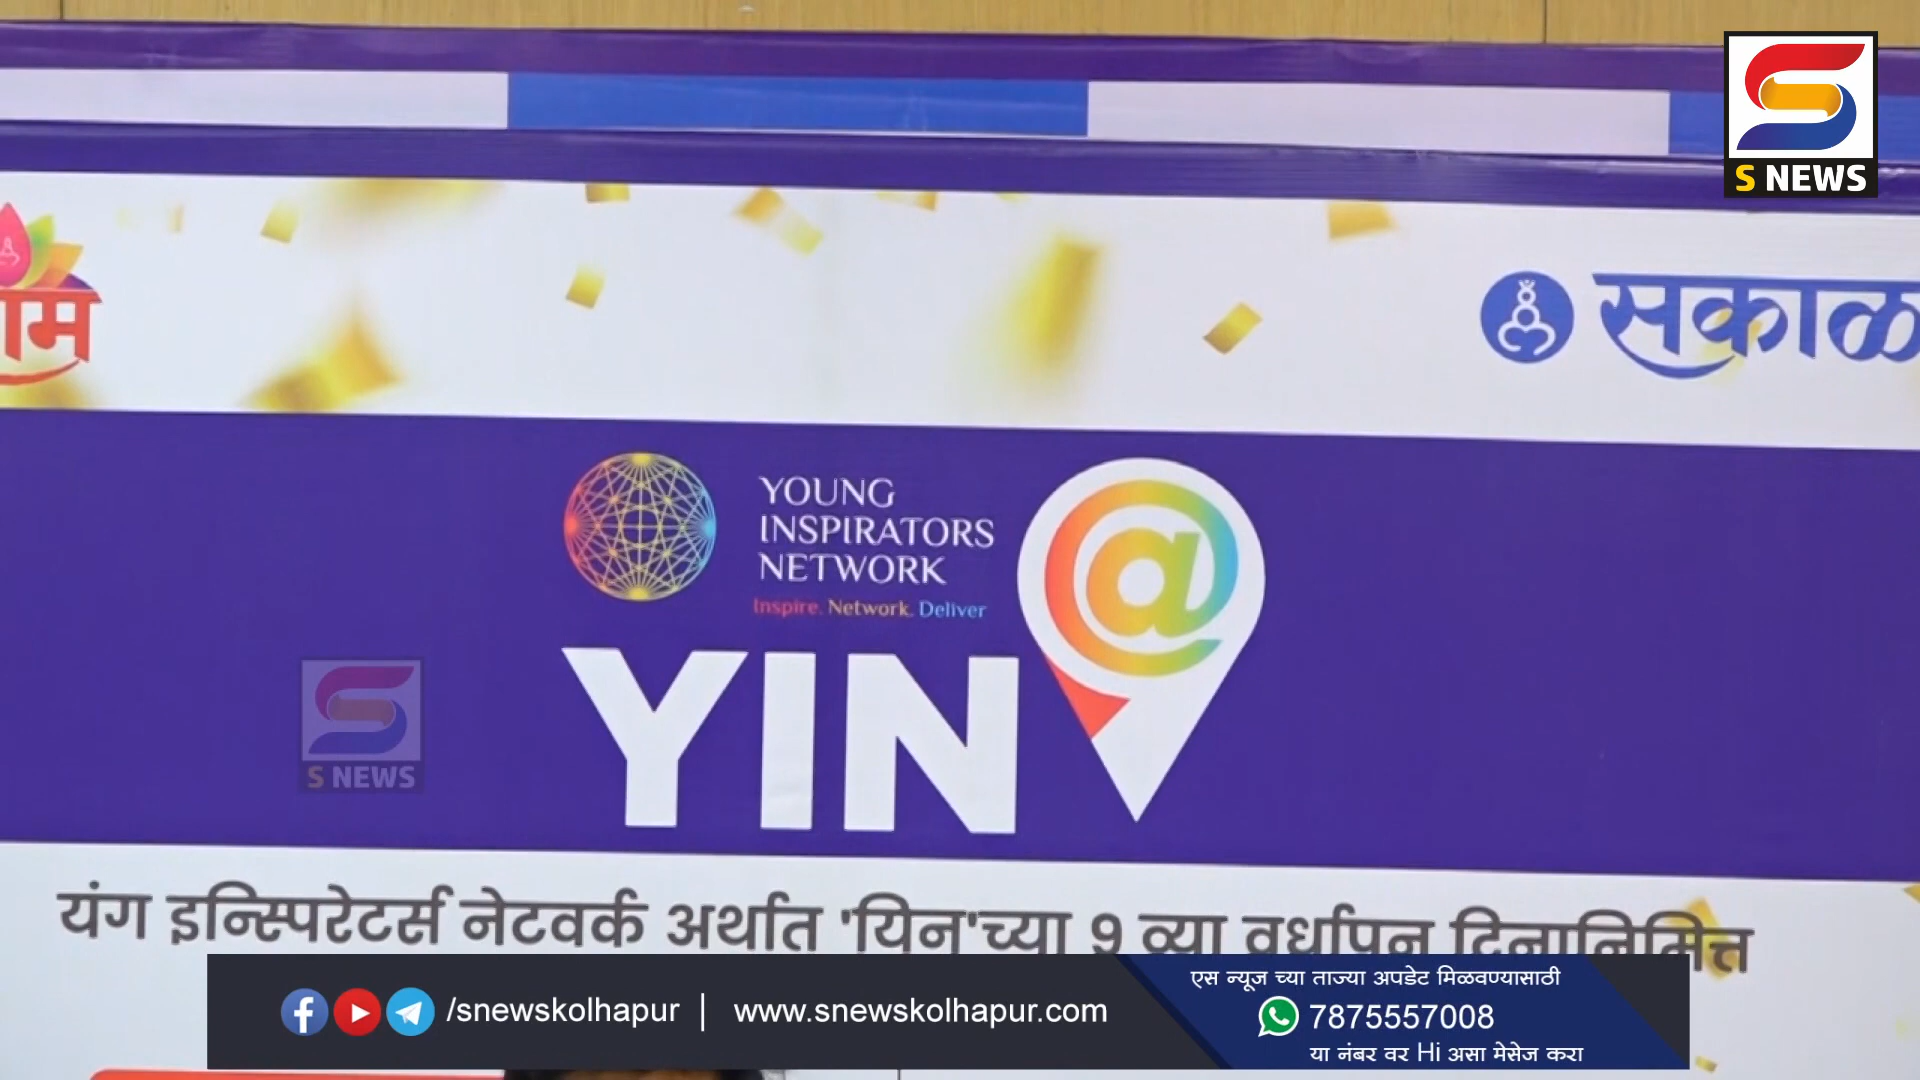 S NEWS
सकाळ
YOUNG
INSPIRATORS
NETWORK
Inspire. Network. Deliver
@
YIN
S NEWS
यंग इन्स्पिरेटर्स नेटवर्क अर्थात 'यिन'च्या 9 व्या वर्धापन दिनानिमित्त
/snewskolhapur | www.snewskolhapur.com
एस न्यूज च्या ताज्या अपडेट मिळवण्यासाठी
7875557008
या नंबर वर Hi असा मेसेज करा